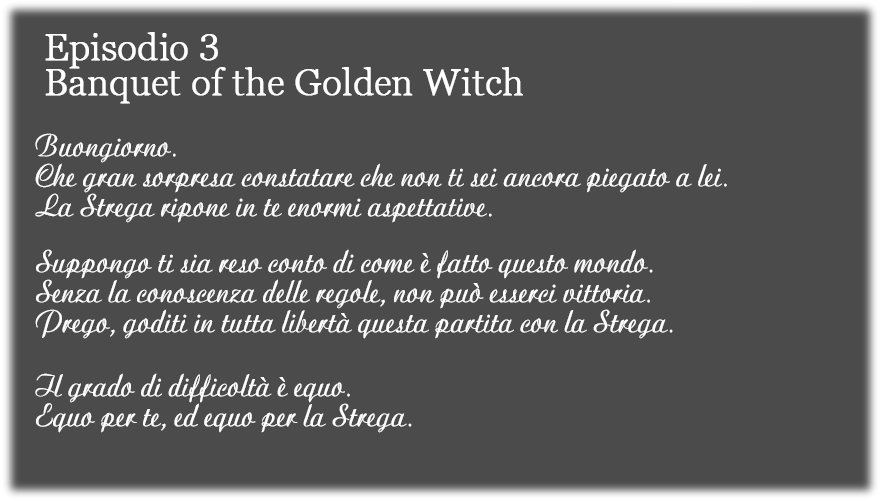 Episodio 3
Banquet of the Golden Witch
Buongiorno.
Che gran sorpresa constatare che non ti sei ancora piegato a lei.
La Strega ripone in te enormi aspettative.
Suppongo ti sia reso conto di come è fatto questo mondo.
Senza la conoscenza delle regole, non può esserci vittoria.
Prego, goditi in tutta libertà questa partita con la Strega.
Il grado di difficoltà è equo.
Equo per te, ed equo per la Strega.